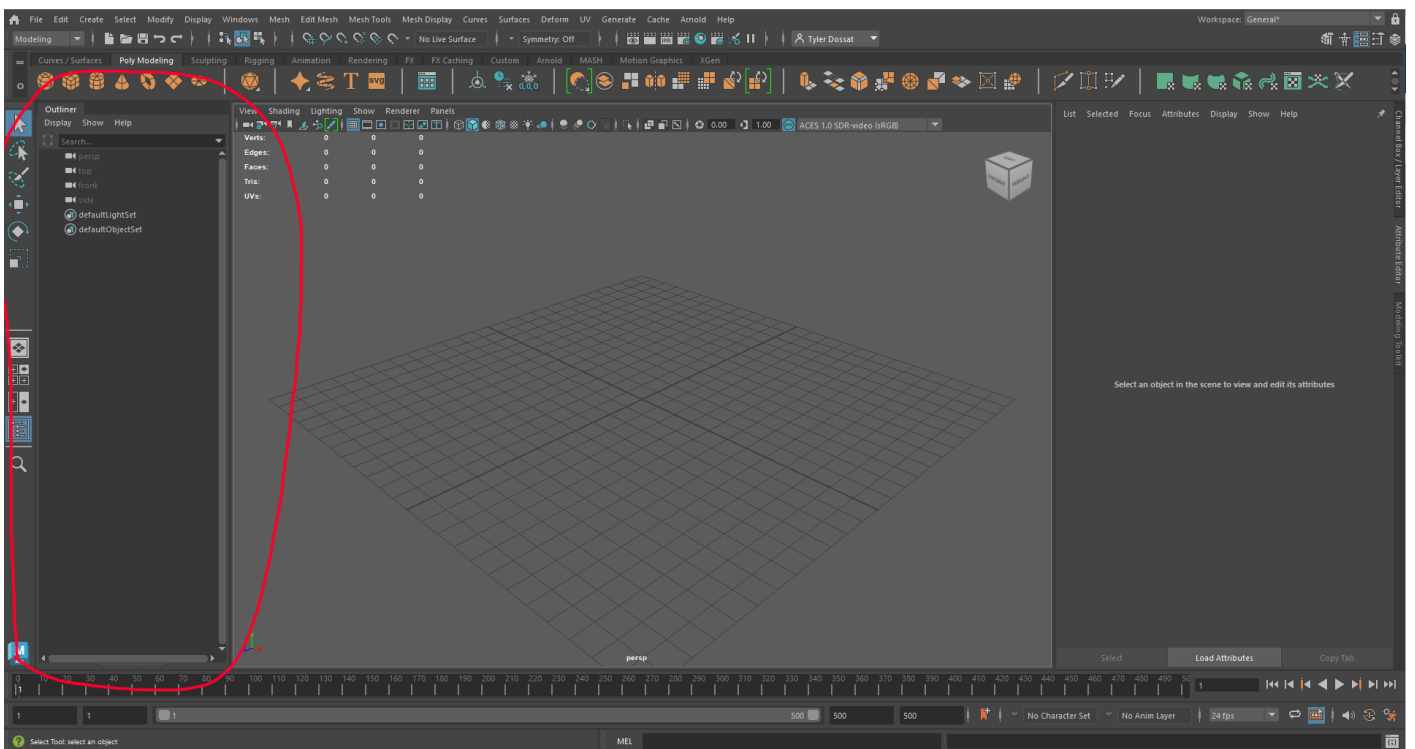 File Edit Create Select Modify Display Windows Mesh Edit Mesh Mesh Tools Mesh Display Curves Surfaces Deform UV Generate Cache Arnold Help Workspace: General*
Modeling No Live Surface Symmetry: Off Tyler Dossat
Curves / Surfaces Poly Modeling Sculpting Rigging Animation Rendering FX FX Caching Custom Arnold MASH Motion Graphics XGen
T svg 0,0,0
Outliner
Display Show Help
Search...
persp
top
front
side
defaultLightSet
defaultObjectSet
View Shading Lighting Show Renderer Panels
0.00 1.00 ACES 1.0 SDR-video (sRGB)
Verts: 0 0 0
Edges: 0 0 0
Faces: 0 0 0
Tris: 0 0 0
UVs: 0 0 0
FRONT RIGHT
persp
List Selected Focus Attributes Display Show Help
Select an object in the scene to view and edit its attributes
Select Load Attributes Copy Tab
Channel Box / Layer Editor
Attribute Editor
Modeling Toolkit
M
0 10 20 30 40 50 60 70 80 90 100 110 120 130 140 150 160 170 180 190 200 210 220 230 240 250 260 270 280 290 300 310 320 330 340 350 360 370 380 390 400 410 420 430 440 450 460 470 480 490 50
1 1
1 1 1 500 500 500 No Character Set No Anim Layer 24 fps
Select Tool: select an object MEL